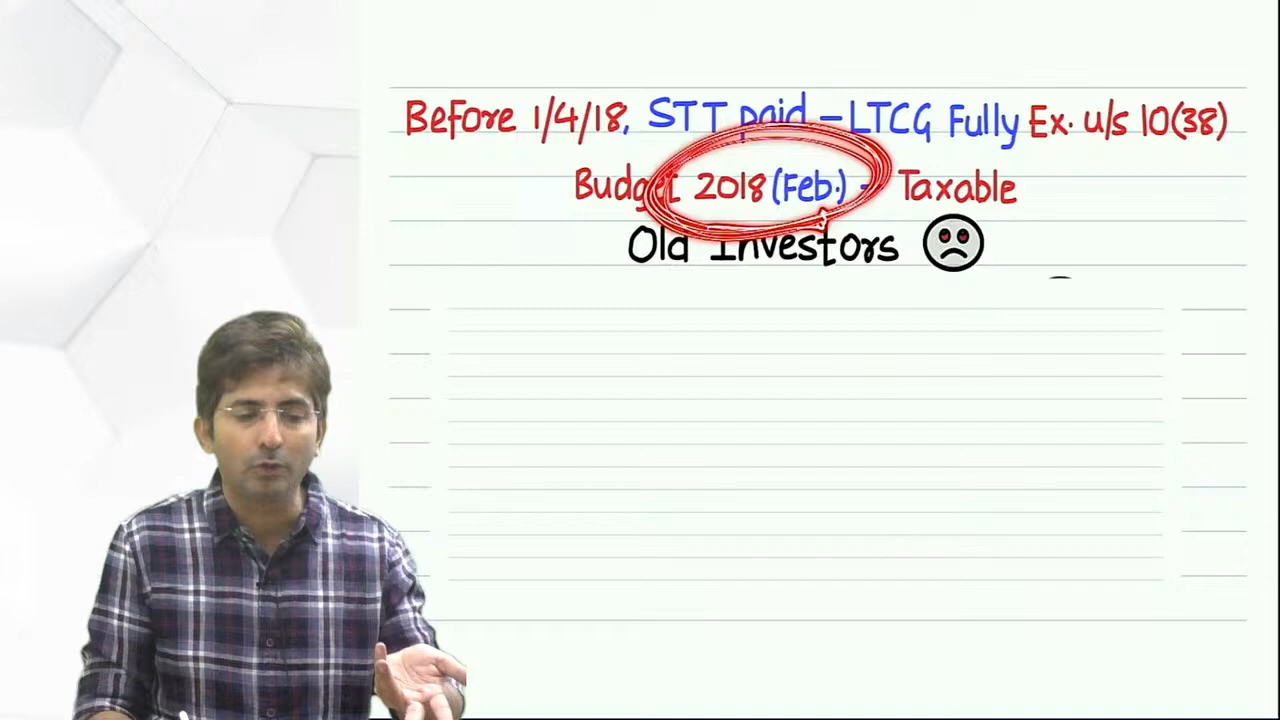 Before 1/4/18, STT paid - LTCG Fully Ex. u/s 10(38)
Budget 2018 (Feb.) - Taxable
Old Investors